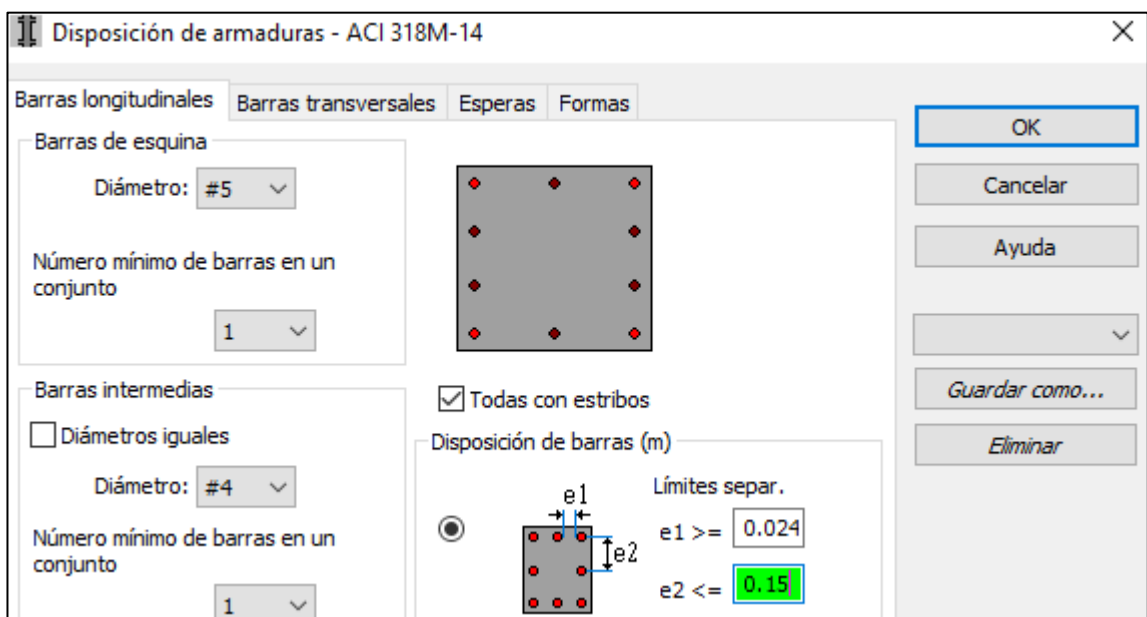 Disposición de armaduras - ACI 318M-14
Barras longitudinales
Barras transversales
Esperas
Formas
Barras de esquina
Diámetro: #5
Número mínimo de barras en un
conjunto
1
Barras intermedias
Diámetros iguales
Diámetro: #4
Número mínimo de barras en un
conjunto
1
Todas con estribos
Disposición de barras (m)
e1
e2
Límites separ.
e1 >= 0.024
e2 <= 0.15
OK
Cancelar
Ayuda
Guardar como...
Eliminar